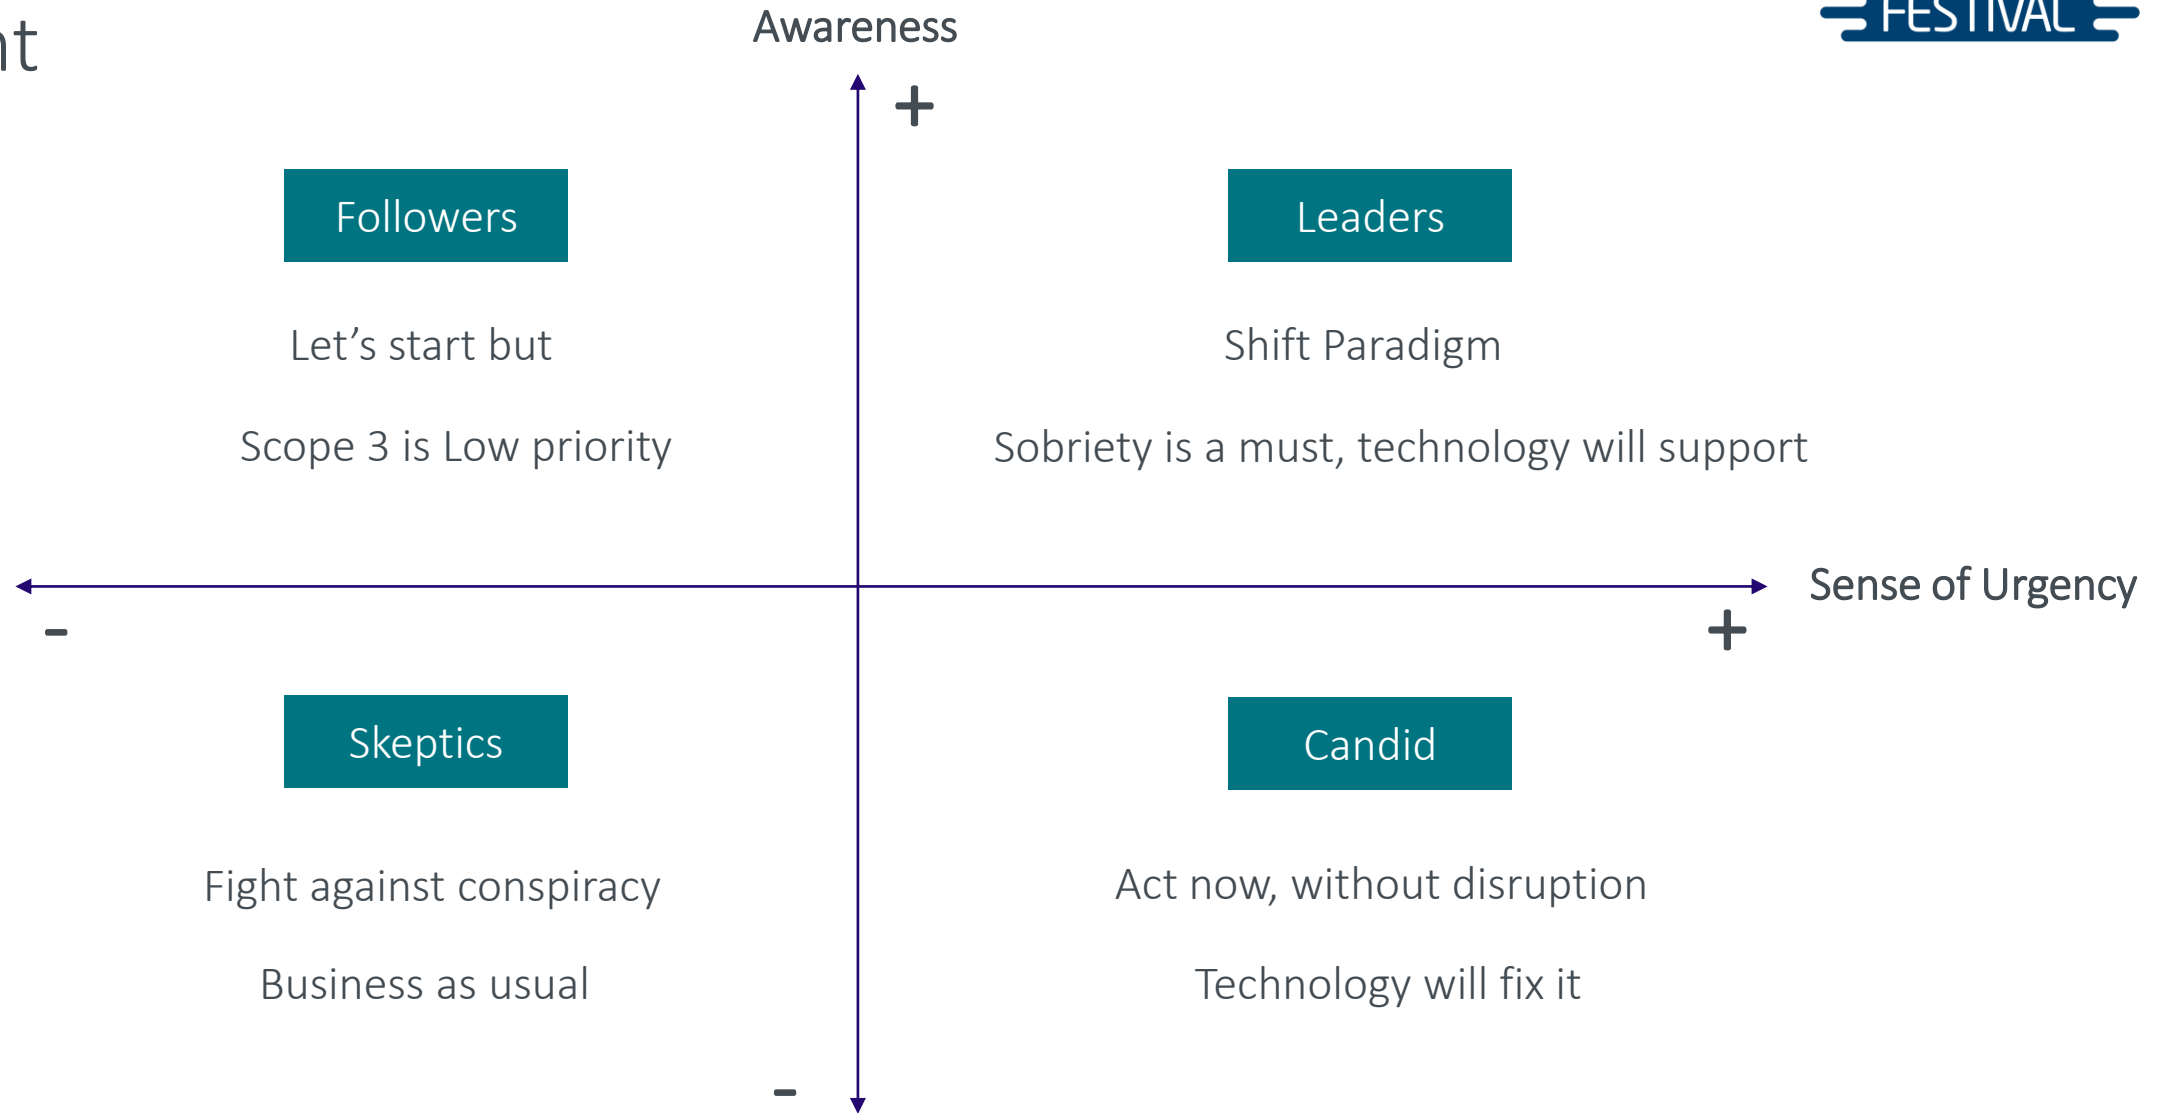 nt
FESTIVAL
Awareness
+
Followers
Leaders
Let's start but
Shift Paradigm
Scope 3 is Low priority
Sobriety is a must, technology will support
Sense of Urgency
-
+
Skeptics
Candid
Fight against conspiracy
Act now, without disruption
Business as usual
Technology will fix it
-